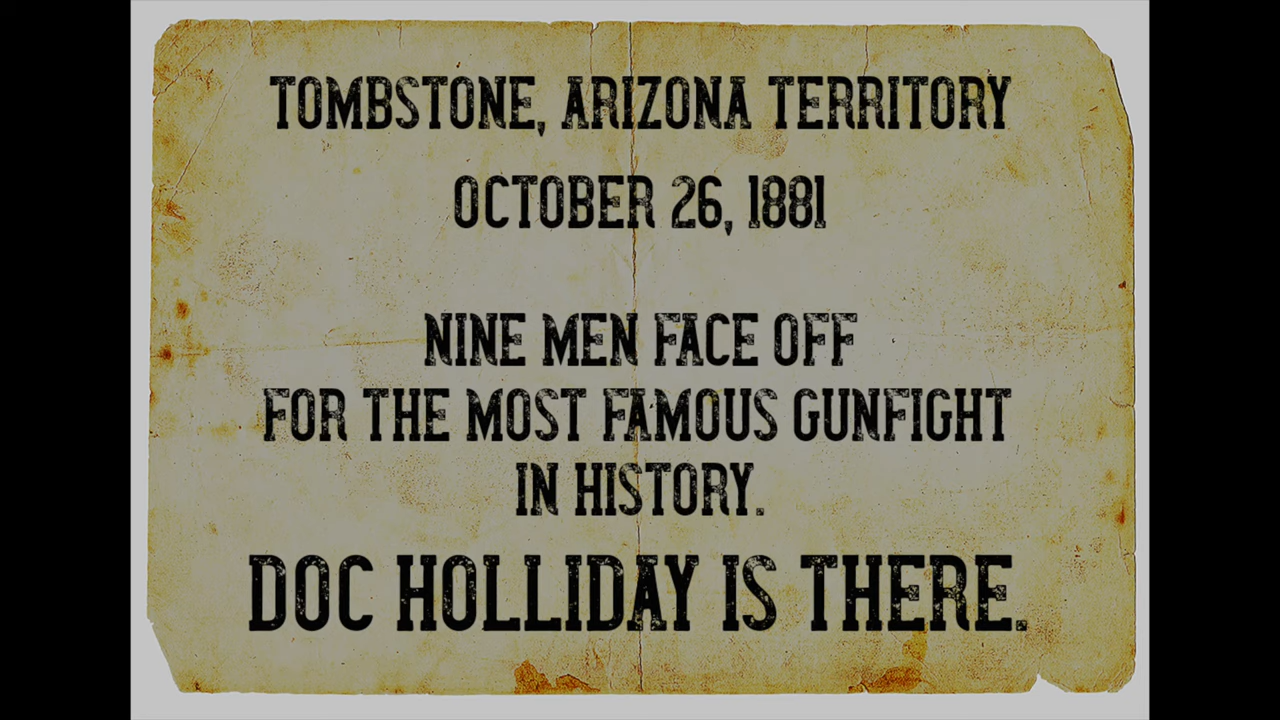 TOMBSTONE, ARIZONA TERRITORY
OCTOBER 26, 1881
NINE MEN FACE OFF
FOR THE MOST FAMOUS GUNFIGHT
IN HISTORY.
DOC HOLLIDAY IS THERE.